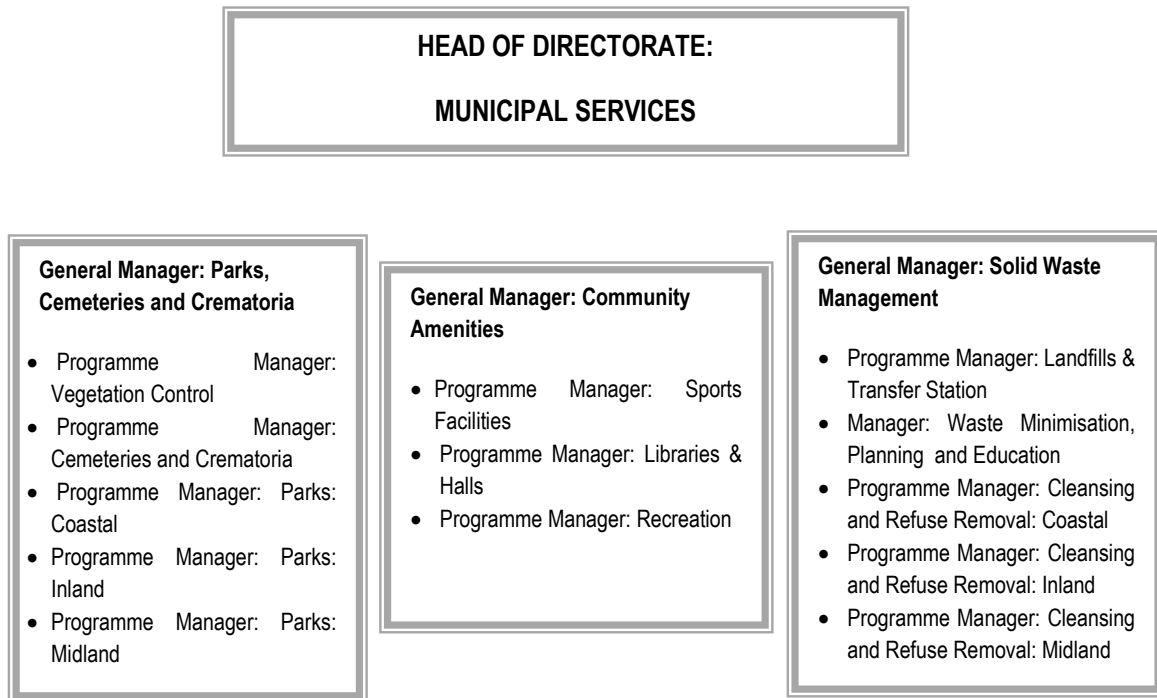 HEAD OF DIRECTORATE:
MUNICIPAL SERVICES
General Manager: Parks,
Cemeteries and Crematoria
• Programme Manager:
Vegetation Control
• Programme Manager:
Cemeteries and Crematoria
• Programme Manager: Parks:
Coastal
• Programme Manager: Parks:
Inland
• Programme Manager: Parks:
Midland
General Manager: Community
Amenities
• Programme Manager: Sports
Facilities
• Programme Manager: Libraries &
Halls
• Programme Manager: Recreation
General Manager: Solid Waste
Management
• Programme Manager: Landfills &
Transfer Station
• Manager: Waste Minimisation,
Planning and Education
• Programme Manager: Cleansing
and Refuse Removal: Coastal
• Programme Manager: Cleansing
and Refuse Removal: Inland
• Programme Manager: Cleansing
and Refuse Removal: Midland